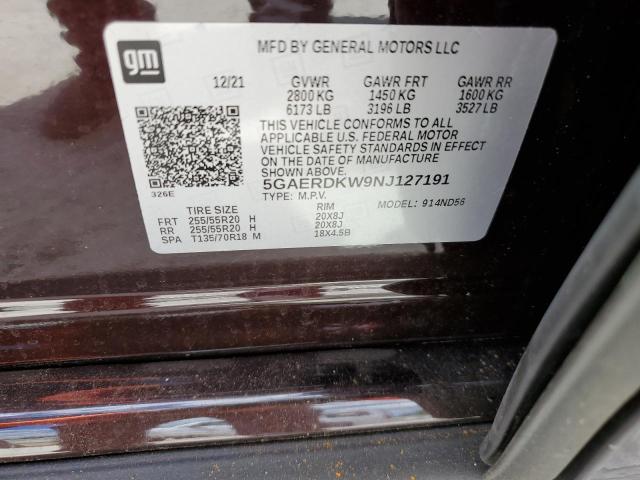 gm
MFD BY GENERAL MOTORS LLC
12/21 GVWR GAWR FRT GAWR RR
2800 KG 1450 KG 1600 KG
6173 LB 3196 LB 3527 LB
THIS VEHICLE CONFORMS TO ALL
APPLICABLE U.S. FEDERAL MOTOR
VEHICLE SAFETY STANDARDS IN EFFECT
ON THE DATE OF MANUFACTURE
SHOWN ABOVE.
326E
5GAERDKW9NJ127191
TYPE: M.P.V. MODEL: 914ND56
TIRE SIZE RIM
FRT 255/55R20 H 20X8J
RR 255/55R20 H 20X8J
SPA T135/70R18 M 18X4.5B